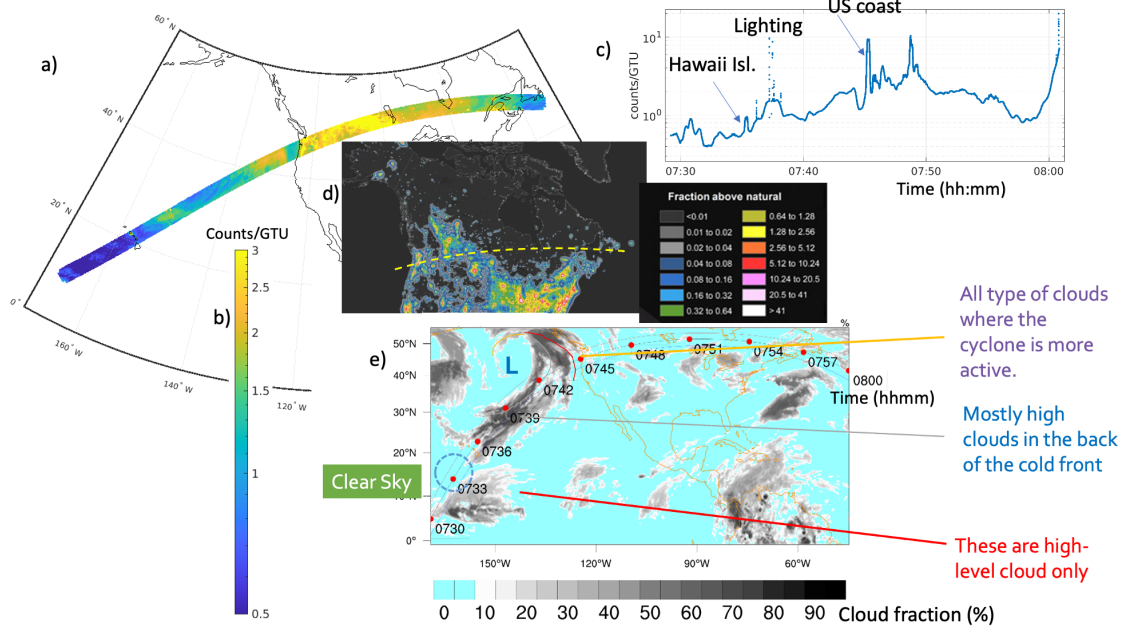 US coast
60° N
Lighting
c)
10^1
a)
Hawaii Isl.
counts/GTU
10^0
40° N
07:30
07:40
07:50
08:00
Time (hh:mm)
d)
20° N
Fraction above natural
<0.01
0.64 to 1.28
0.01 to 0.02
1.28 to 2.56
0.02 to 0.04
2.56 to 5.12
0.04 to 0.08
5.12 to 10.24
0.08 to 0.16
10.24 to 20.5
0.16 to 0.32
20.5 to 41
0.32 to 0.64
> 41
Counts/GTU
0°
b)
3
2.5
2
1.5
1
0.5
160° W
140° W
120° W
All type of clouds
where the
cyclone is more
active.
%
e)
50°N
40°N
30°N
20°N
10°N
0°
L
0730
0733
0736
0739
0742
0745
0748
0751
0754
0757
0800
Time (hhmm)
Mostly high
clouds in the back
of the cold front
Clear Sky
These are high-
level cloud only
150°W
120°W
90°W
60°W
0 10 20 30 40 50 60 70 80 90
Cloud fraction (%)